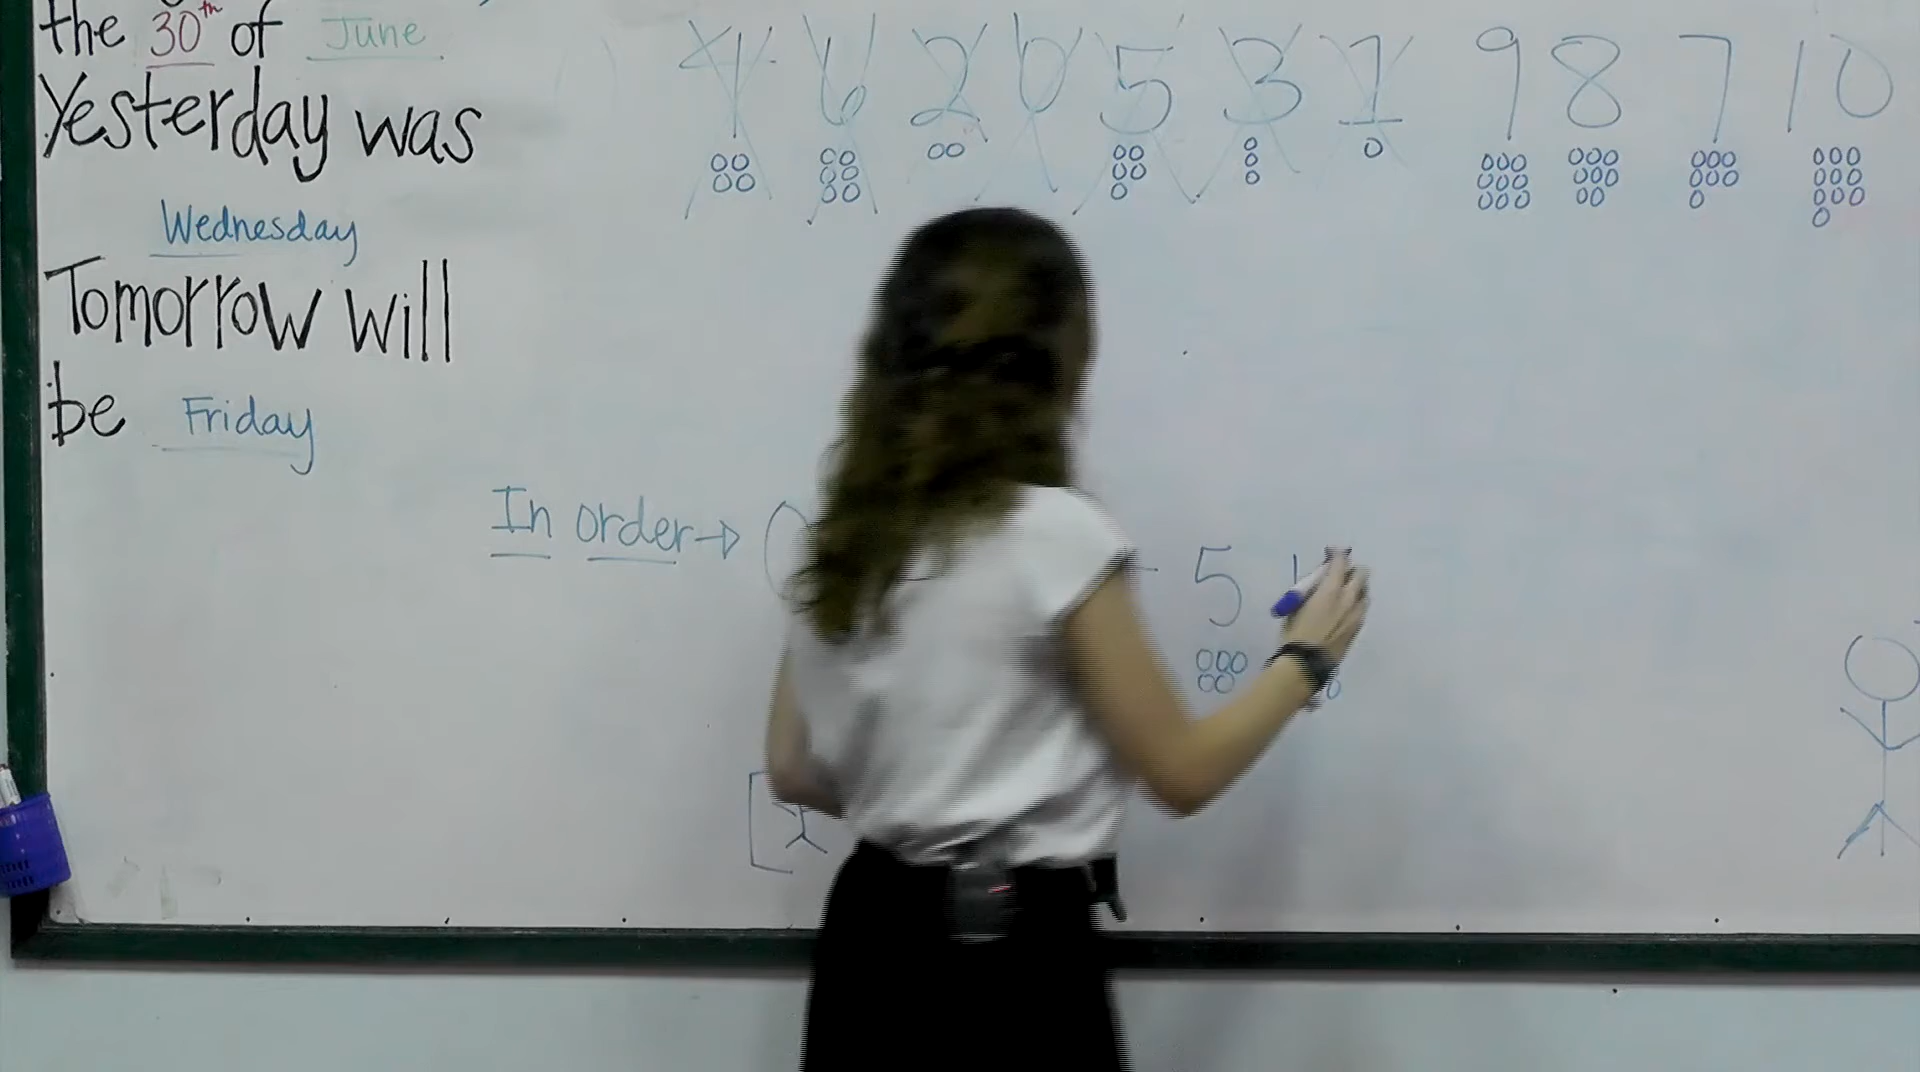 the 30th of June
Yesterday was
Wednesday
Tomorrow will
be Friday
4 6 2 0 5 3 1 9 8 7 10
In order → 0 5